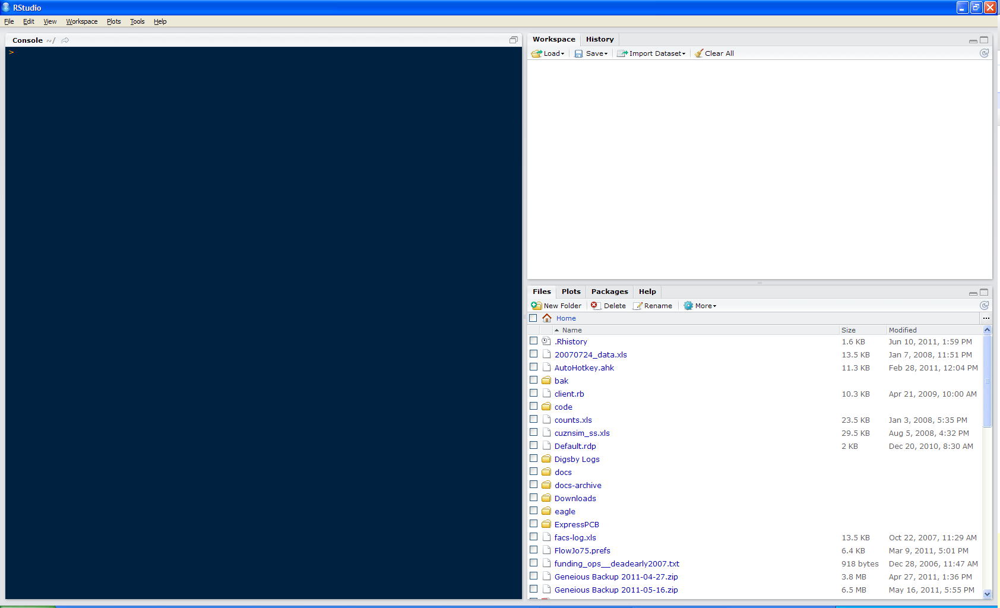 RStudio
File Edit View Workspace Plots Tools Help
Console ~/
>
Workspace History
Load Save Import Dataset Clear All
Files Plots Packages Help
New Folder Delete Rename More
Home ...
Name Size Modified
.Rhistory 1.6 KB Jun 10, 2011, 1:59 PM
20070724_data.xls 13.5 KB Jan 7, 2008, 11:51 PM
AutoHotkey.ahk 11.3 KB Feb 28, 2011, 12:04 PM
bak
client.rb 10.3 KB Apr 21, 2009, 10:00 AM
code
counts.xls 23.5 KB Jan 3, 2008, 5:35 PM
cuznsim_ss.xls 29.5 KB Aug 5, 2008, 4:32 PM
Default.rdp 2 KB Dec 20, 2010, 8:30 AM
Digsby Logs
docs
docs-archive
Downloads
eagle
ExpressPCB
facs-log.xls 13.5 KB Oct 22, 2007, 11:29 AM
FlowJo75.prefs 6.4 KB Mar 9, 2011, 5:01 PM
funding_ops__deadearly2007.txt 918 bytes Dec 28, 2006, 11:47 AM
Geneious Backup 2011-04-27.zip 3.8 MB Apr 27, 2011, 1:36 PM
Geneious Backup 2011-05-16.zip 6.5 MB May 16, 2011, 5:55 PM